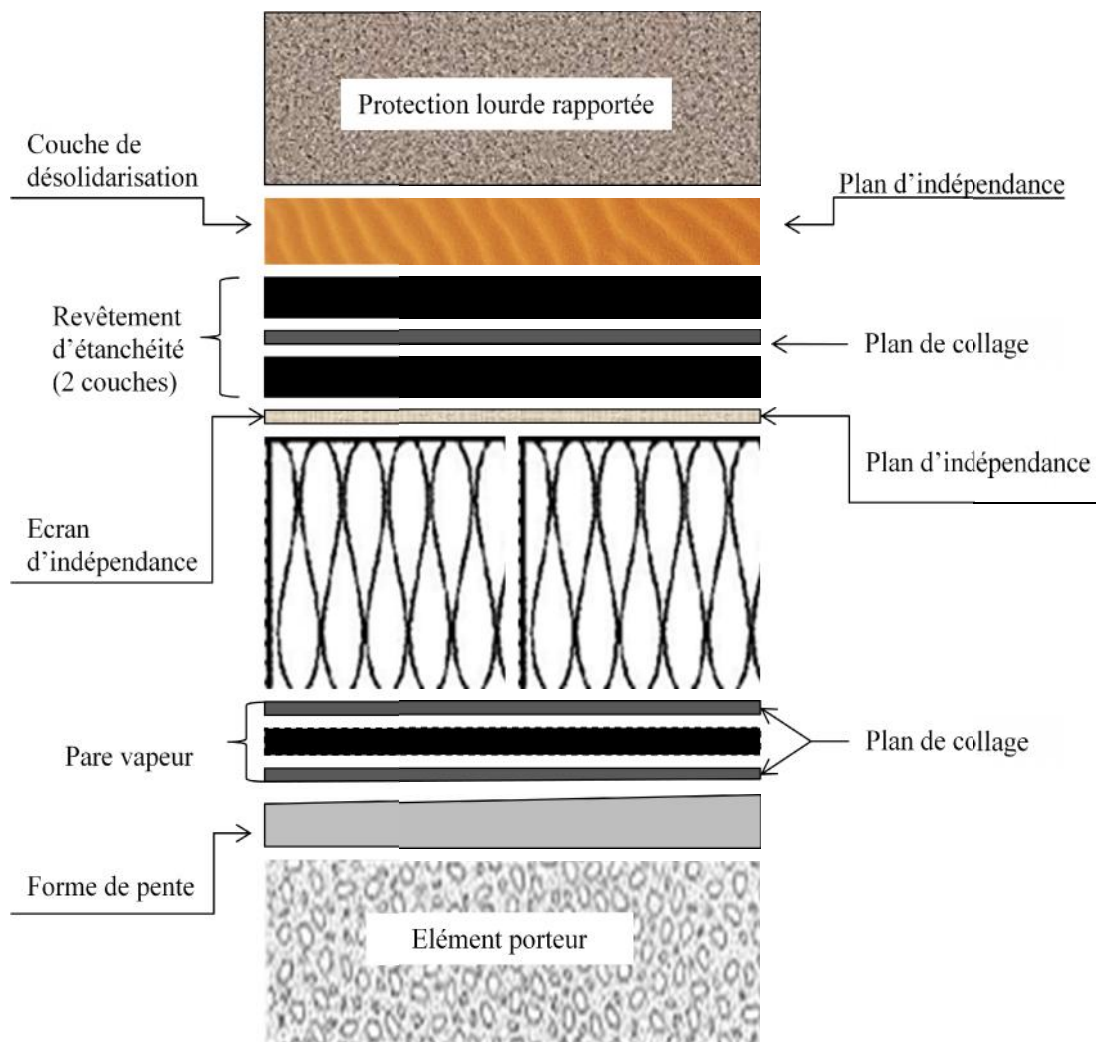 Protection lourde rapportée
Couche de
désolidarisation
Plan d’indépendance
Revêtement
d’étanchéité
(2 couches)
Plan de collage
Plan d’indépendance
Ecran
d’indépendance
Pare vapeur
Plan de collage
Forme de pente
Elément porteur